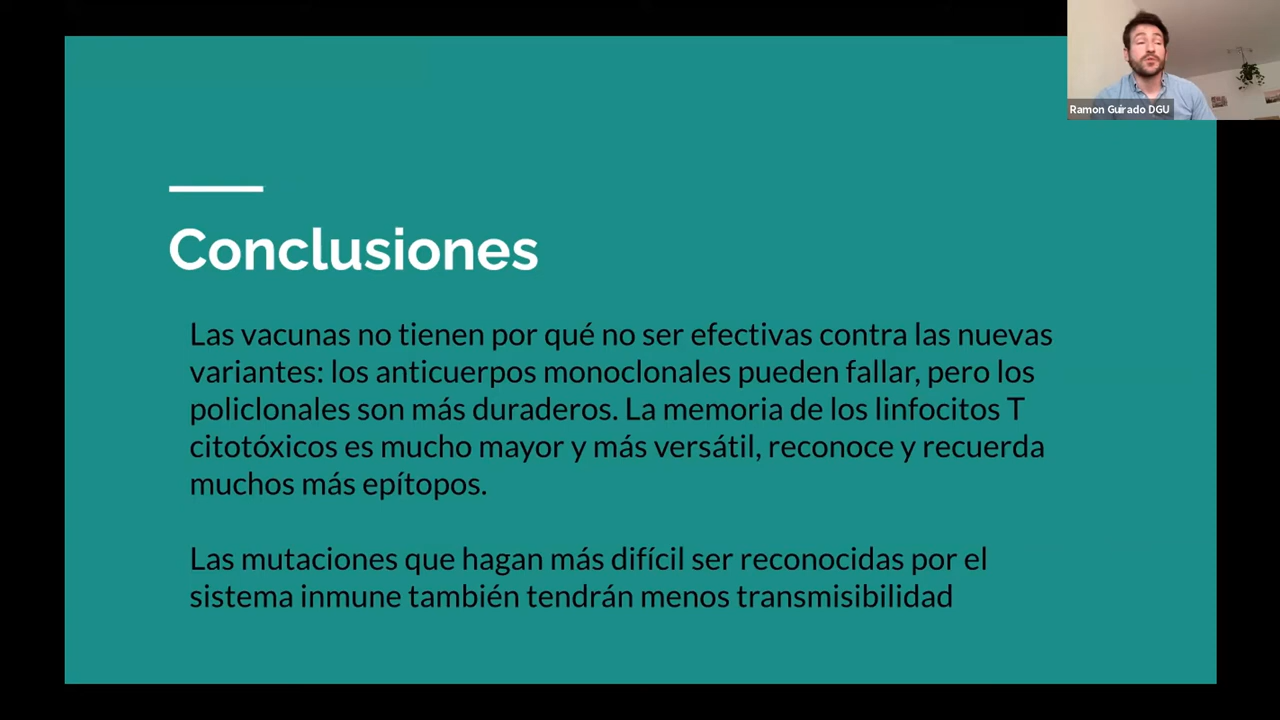 Ramon Guirado DGU
Conclusiones
Las vacunas no tienen por qué no ser efectivas contra las nuevas
variantes: los anticuerpos monoclonales pueden fallar, pero los
policlonales son más duraderos. La memoria de los linfocitos T
citotóxicos es mucho mayor y más versátil, reconoce y recuerda
muchos más epítopos.
Las mutaciones que hagan más difícil ser reconocidas por el
sistema inmune también tendrán menos transmisibilidad